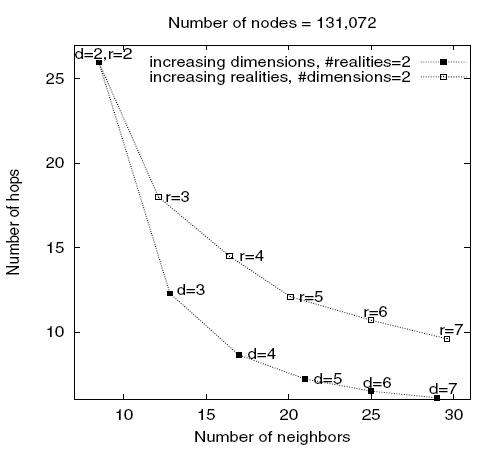 Number of nodes = 131,072
d=2,r=2
increasing dimensions, #realities=2
increasing realities, #dimensions=2
25
20
15
10
Number of hops
r=3
r=4
r=5
r=6
r=7
d=3
d=4
d=5
d=6
d=7
10 15 20 25 30
Number of neighbors